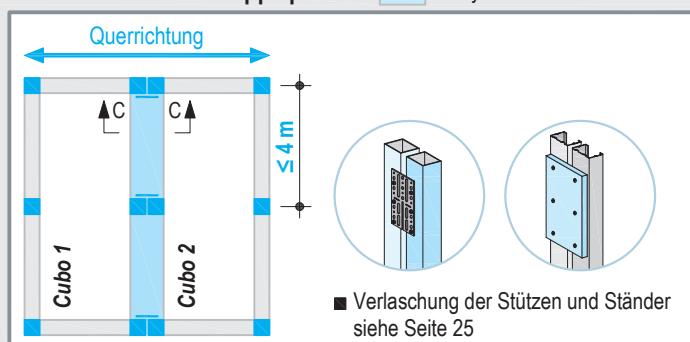 Querrichtung
C C
≤ 4 m
Cubo 1
Cubo 2
■ Verlaschung der Stützen und Ständer
siehe Seite 25